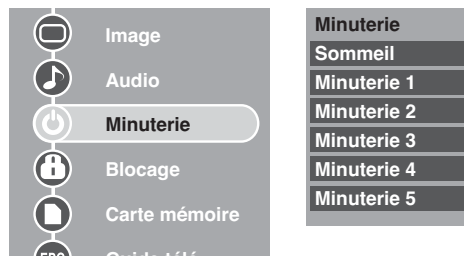 Image
Audio
Minuterie
Blocage
Carte mémoire
Minuterie
Sommeil
Minuterie 1
Minuterie 2
Minuterie 3
Minuterie 4
Minuterie 5